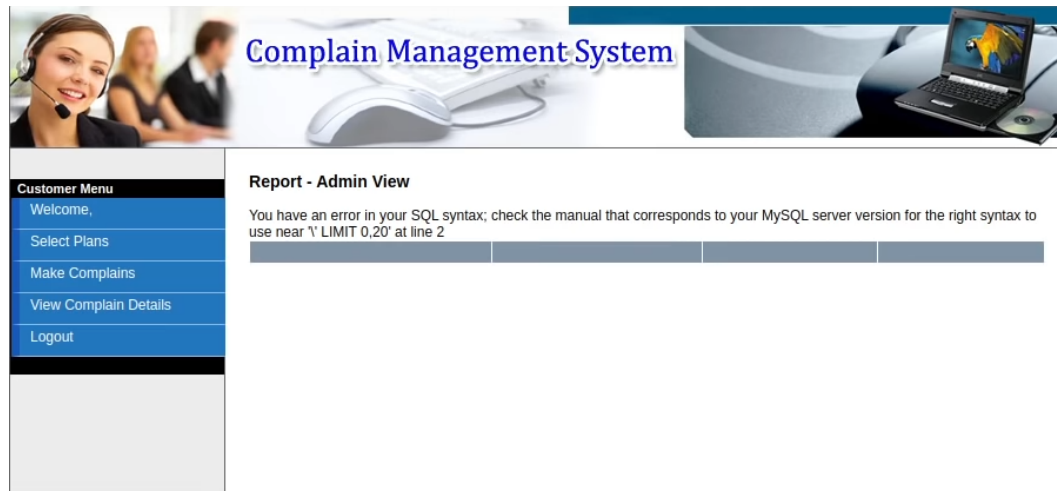 Complain Management System
Customer Menu
Welcome,
Select Plans
Make Complains
View Complain Details
Logout
Report - Admin View
You have an error in your SQL syntax; check the manual that corresponds to your MySQL server version for the right syntax to
use near '\' LIMIT 0,20' at line 2